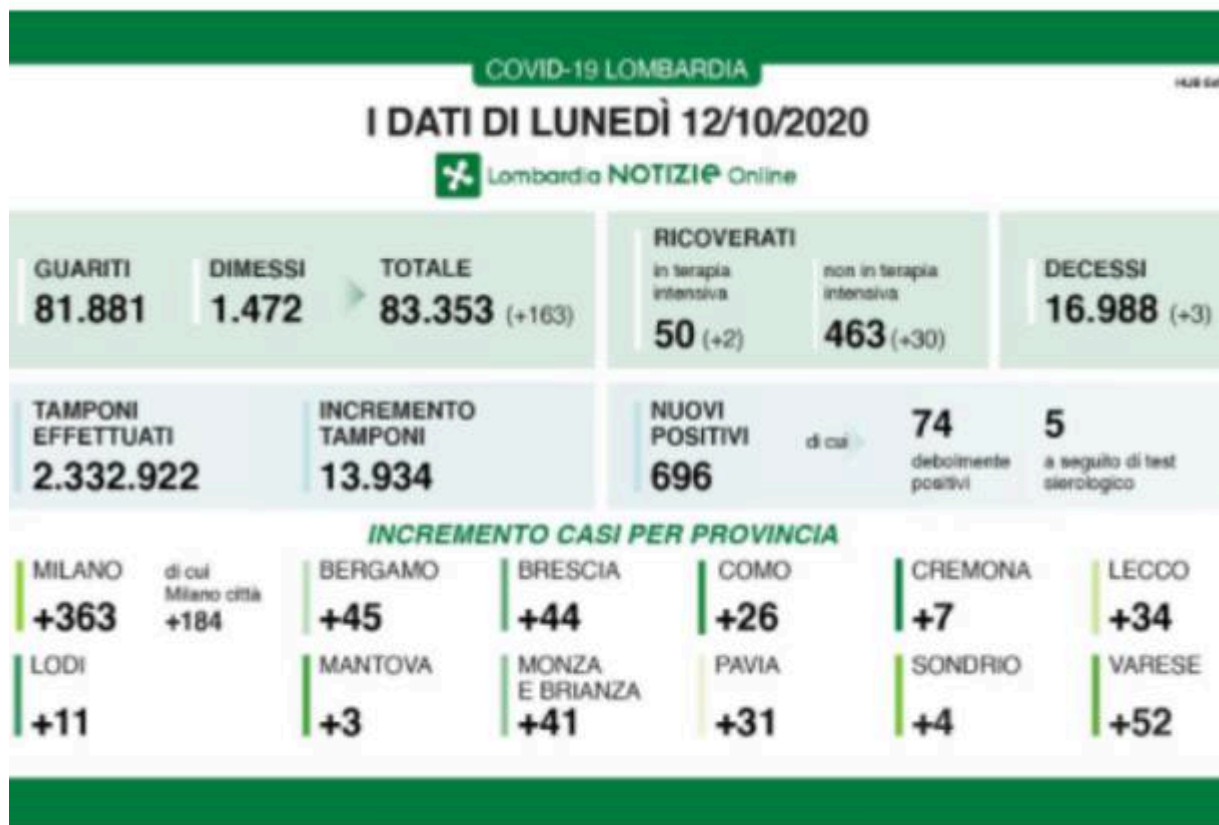 COVID-19 LOMBARDIA
I DATI DI LUNEDÌ 12/10/2020
Lombardia NOTIZIE Online
GUARITI
81.881
DIMESSI
1.472
TOTALE
83.353 (+163)
RICOVERATI
in terapia
intensiva
50 (+2)
non in terapia
intensiva
463 (+30)
DECESSI
16.988 (+3)
TAMPONI
EFFETTUATI
2.332.922
INCREMENTO
TAMPONI
13.934
NUOVI
POSITIVI
696
di cui
74
debolmente
positivi
5
a seguito di test
sierologico
INCREMENTO CASI PER PROVINCIA
MILANO
+363
di cui
Milano città
+184
BERGAMO
+45
BRESCIA
+44
COMO
+26
CREMONA
+7
LECCO
+34
LODI
+11
MANTOVA
+3
MONZA
E BRIANZA
+41
PAVIA
+31
SONDRIO
+4
VARESE
+52